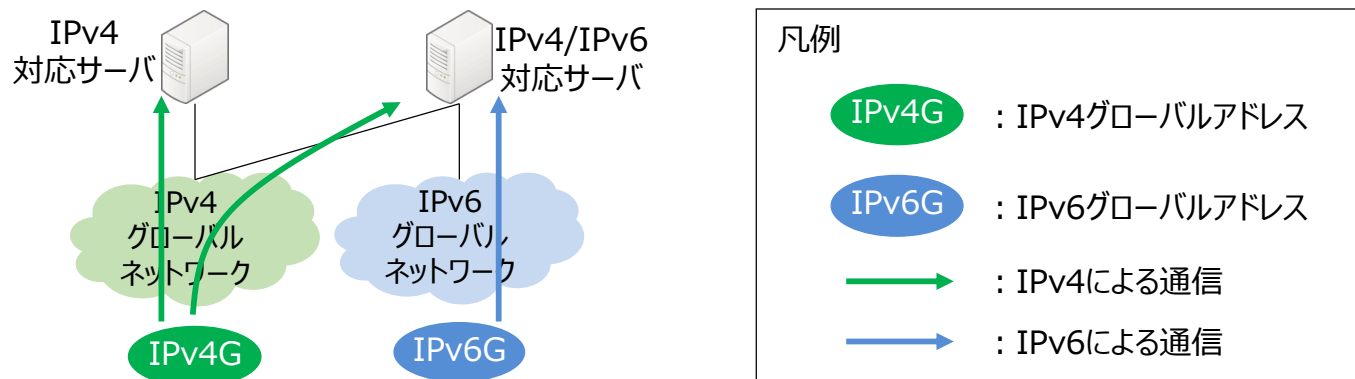 IPv4
対応サーバ
IPv4/IPv6
対応サーバ
IPv4
グローバル
ネットワーク
IPv6
グローバル
ネットワーク
IPv4G
IPv6G
凡例
IPv4G
：IPv4グローバルアドレス
IPv6G
：IPv6グローバルアドレス
：IPv4による通信
：IPv6による通信